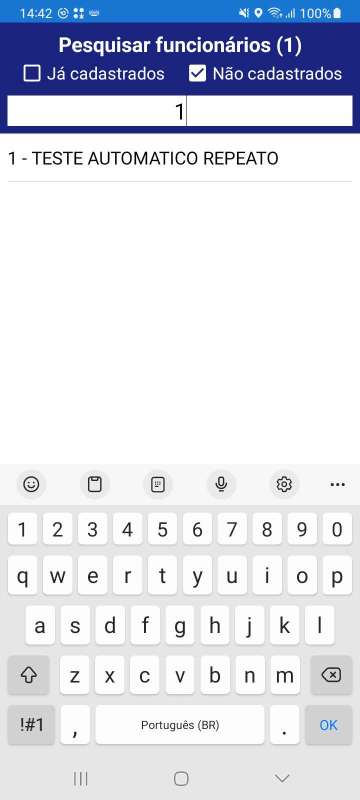 14:42 100%
Pesquisar funcionários (1)
Já cadastrados Não cadastrados
1
1 - TESTE AUTOMATICO REPEATO
1 2 3 4 5 6 7 8 9 0
q w e r t y u i o p
a s d f g h j k l
z x c v b n m
!#1 , Português (BR) . OK